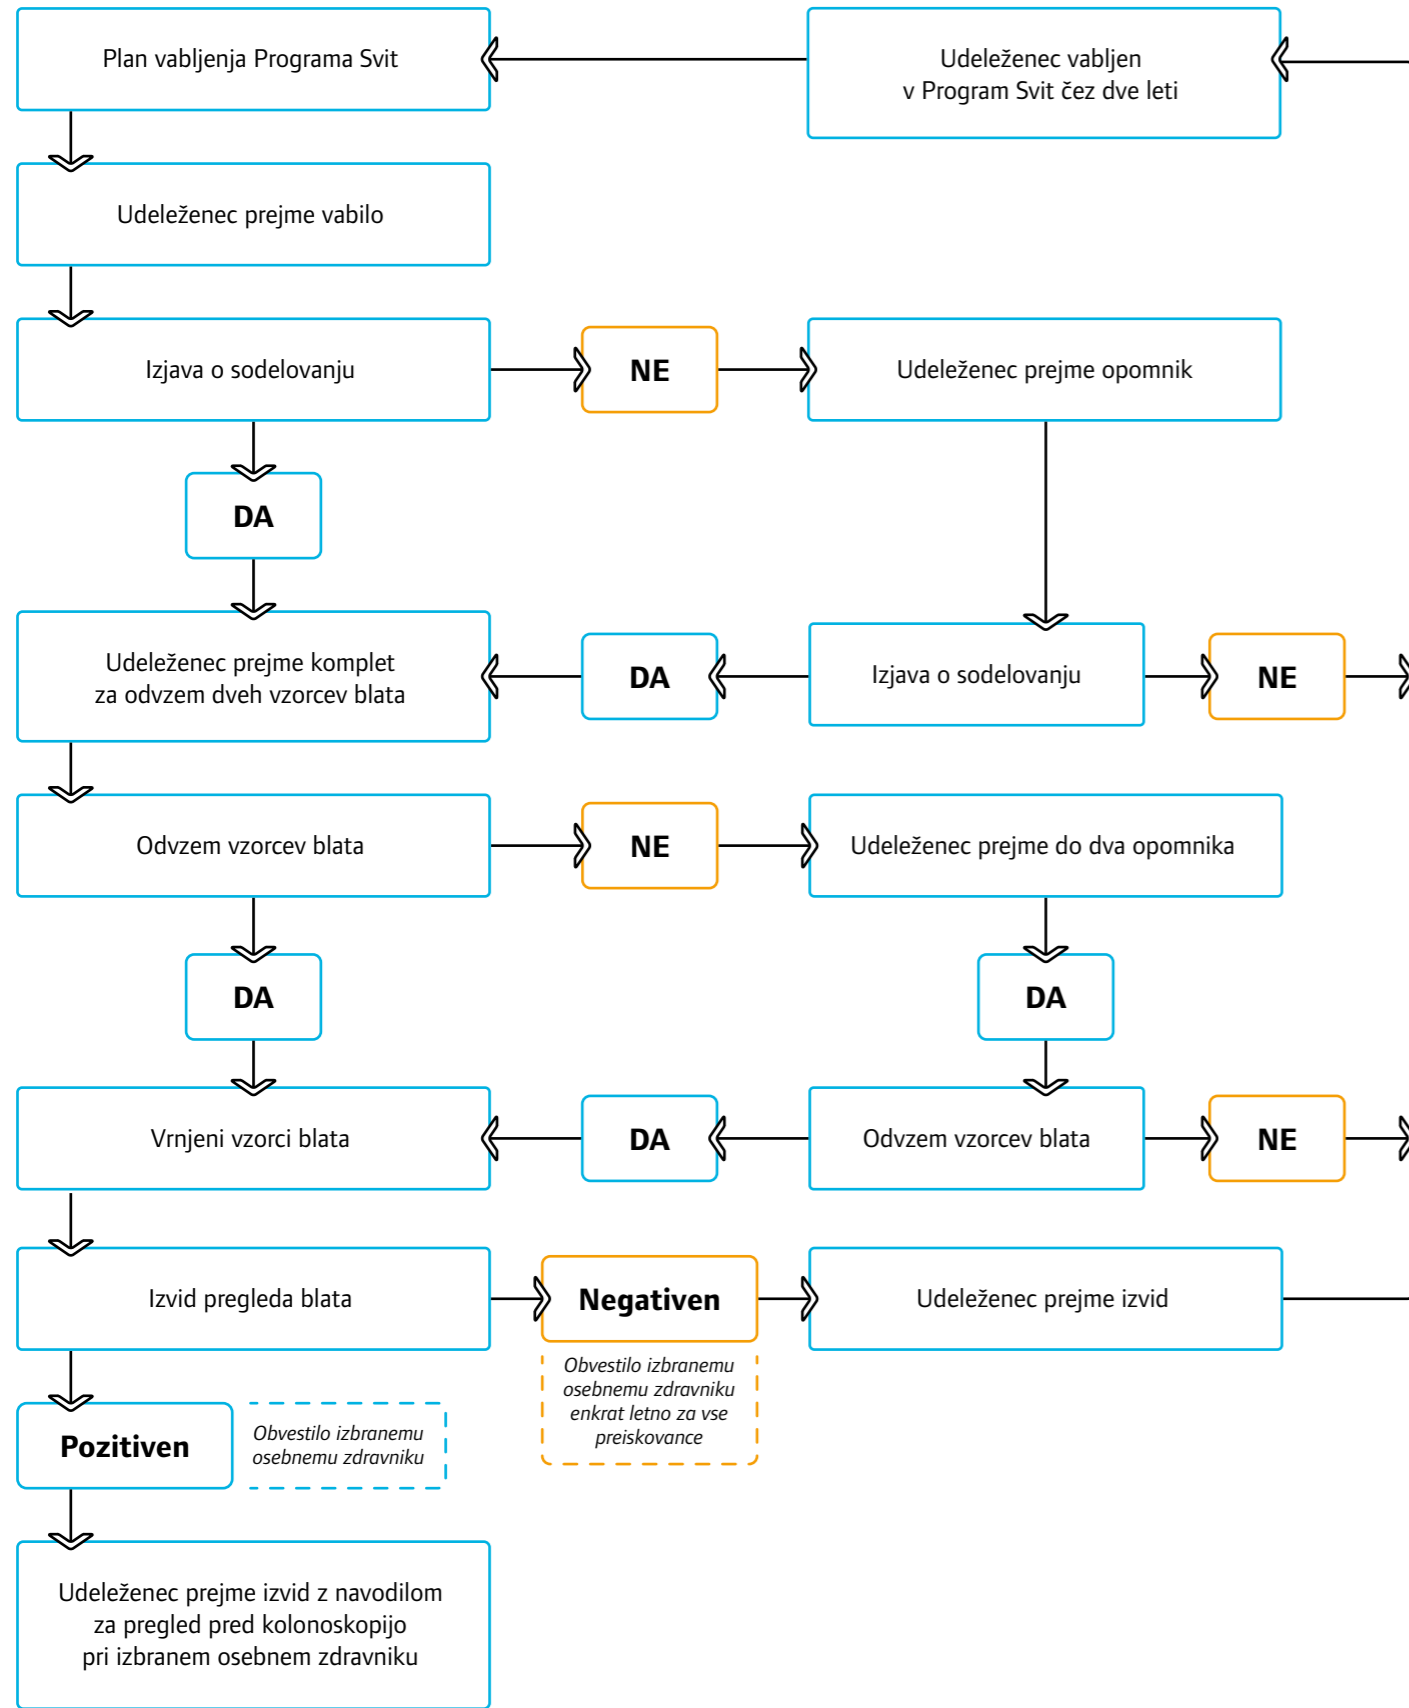 Plan vabljenja Programa Svit
Udeleženec vabljen
v Program Svit čez dve leti
Udeleženec prejme vabilo
Izjava o sodelovanju
NE
Udeleženec prejme opomnik
DA
Udeleženec prejme komplet
za odvzem dveh vzorcev blata
DA
Izjava o sodelovanju
NE
Odvzem vzorcev blata
NE
Udeleženec prejme do dva opomnika
DA
DA
Vrnjeni vzorci blata
DA
Odvzem vzorcev blata
NE
Izvid pregleda blata
Negativen
Udeleženec prejme izvid
Obvestilo izbranemu
osebnemu zdravniku
enkrat letno za vse
preiskovance
Pozitiven
Obvestilo izbranemu
osebnemu zdravniku
Udeleženec prejme izvid z navodilom
za pregled pred kolonoskopijo
pri izbranem osebnem zdravniku